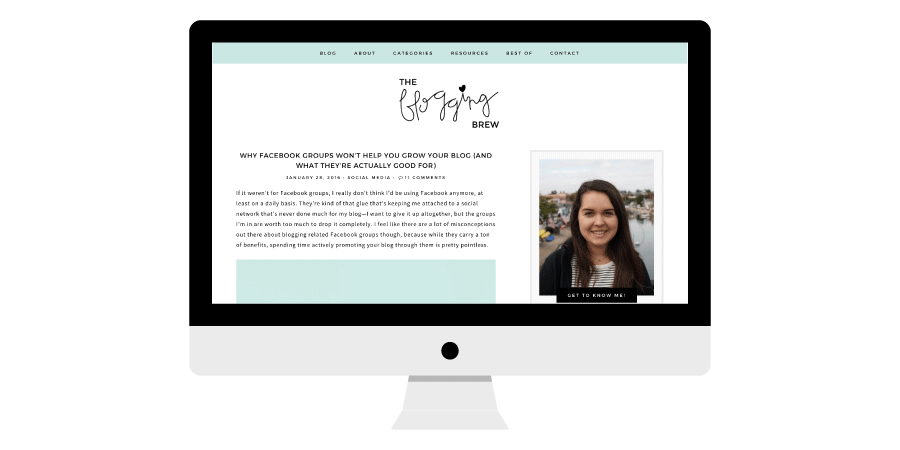 BLOG ABOUT CATEGORIES RESOURCES BEST OF CONTACT
THE
blogging
BREW
WHY FACEBOOK GROUPS WON'T HELP YOU GROW YOUR BLOG (AND
WHAT THEY'RE ACTUALLY GOOD FOR)
JANUARY 28, 2016 · SOCIAL MEDIA · 11 COMMENTS
If it weren't for Facebook groups, I really don't think I'd be using Facebook anymore, at
least on a daily basis. They're kind of that glue that's keeping me attached to a social
network that's never done much for my blog—I want to give it up altogether, but the groups
I'm in are worth too much to drop it completely. I feel like there are a lot of misconceptions
out there about blogging related Facebook groups though, because while they carry a ton
of benefits, spending time actively promoting your blog through them is pretty pointless.
GET TO KNOW ME!